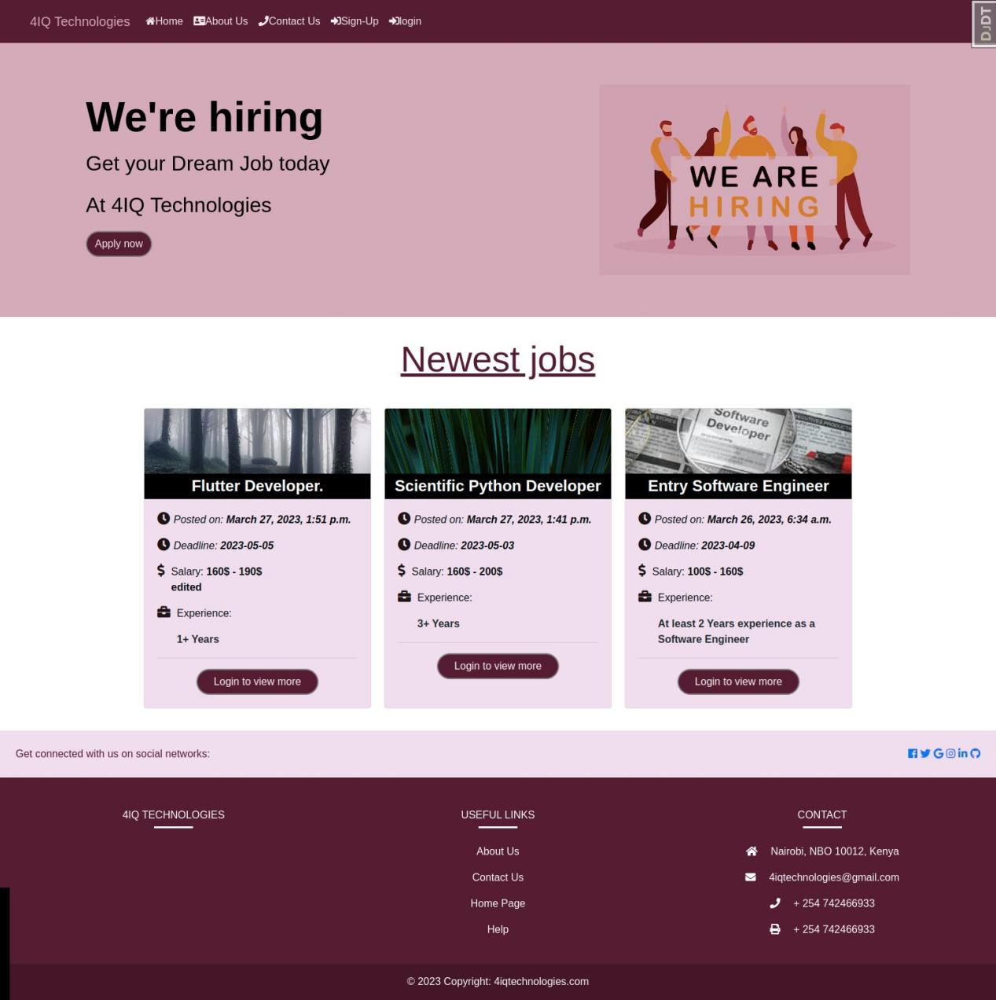 4IQ Technologies Home About Us Contact Us Sign-Up login
DJDT
We're hiring
Get your Dream Job today
At 4IQ Technologies
Apply now
WE ARE
HIRING
Newest jobs
Software
Developer
Flutter Developer.
Posted on: March 27, 2023, 1:51 p.m.
Deadline: 2023-05-05
Salary: 160$ - 190$
edited
Experience:
1+ Years
Login to view more
Scientific Python Developer
Posted on: March 27, 2023, 1:41 p.m.
Deadline: 2023-05-03
Salary: 160$ - 200$
Experience:
3+ Years
Login to view more
Entry Software Engineer
Posted on: March 26, 2023, 6:34 a.m.
Deadline: 2023-04-09
Salary: 100$ - 160$
Experience:
At least 2 Years experience as a
Software Engineer
Login to view more
Get connected with us on social networks:
4IQ TECHNOLOGIES
USEFUL LINKS
About Us
Contact Us
Home Page
Help
CONTACT
Nairobi, NBO 10012, Kenya
4iqtechnologies@gmail.com
+ 254 742466933
+ 254 742466933
© 2023 Copyright: 4iqtechnologies.com